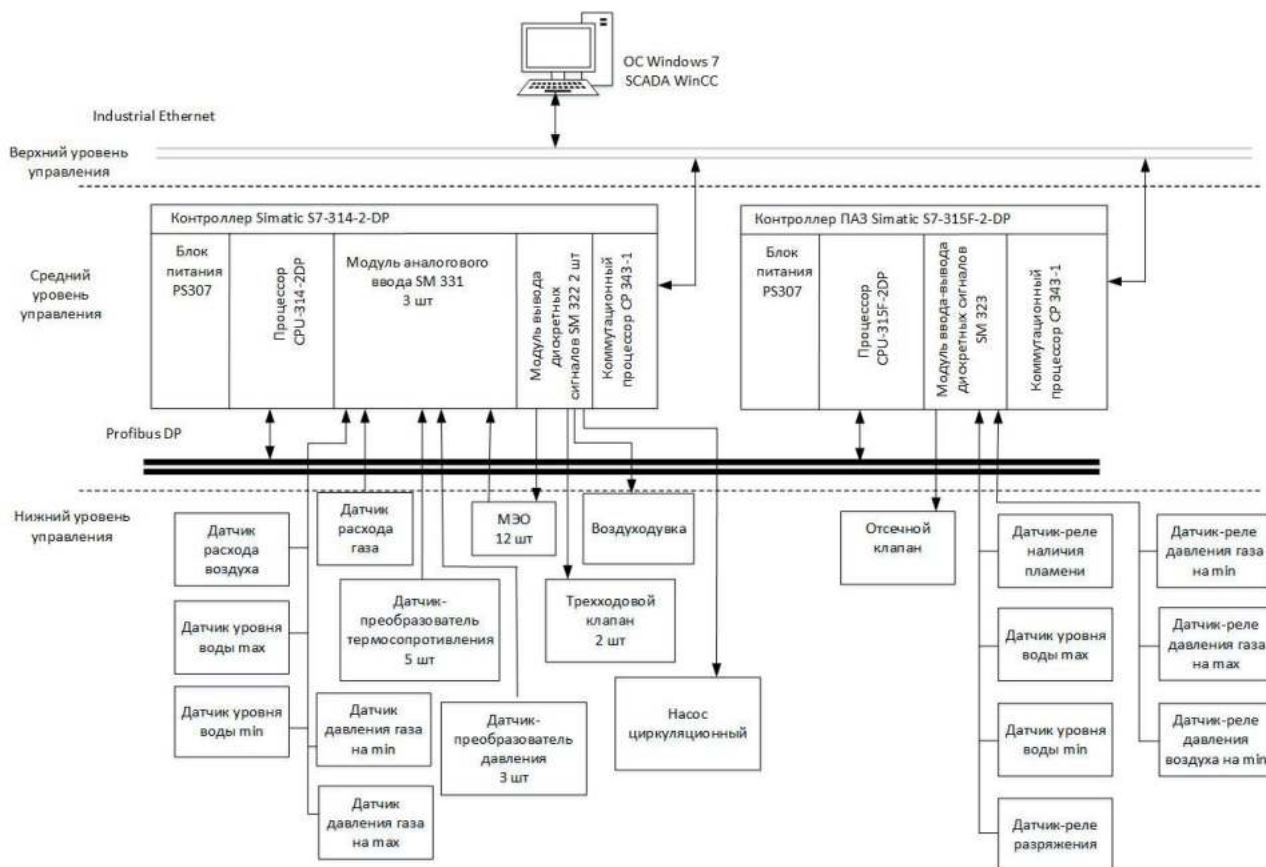 ОС Windows 7
SCADA WinCC
Industrial Ethernet
Верхний уровень
управления
Контроллер Simatic S7-314-2-DP
Блок
питания
PS307
Процессор
CPU-314-2DP
Модуль аналогового
ввода SM 331
3 шт
Модуль вывода
дискретных
сигналов SM 322 2 шт
Коммутационный
процессор CP 343-1
Контроллер ПАЗ Simatic S7-315F-2-DP
Блок
питания
PS307
Процессор
CPU-315F-2DP
Модуль ввода-вывода
дискретных сигналов
SM 323
Коммутационный
процессор CP 343-1
Средний
уровень
управления
Profibus DP
Нижний уровень
управления
Датчик
расхода
воздуха
Датчик
расхода
газа
МЭО
12 шт
Воздуходувка
Отсечной
клапан
Датчик-реле
наличия
пламени
Датчик-реле
давления газа
на min
Датчик уровня
воды max
Датчик-
преобразователь
термосопротивления
5 шт
Трехходовой
клапан
2 шт
Датчик уровня
воды max
Датчик-реле
давления газа
на max
Датчик уровня
воды min
Датчик
давления газа
на min
Датчик-
преобразователь
давления
3 шт
Насос
циркуляционный
Датчик уровня
воды min
Датчик-реле
давления
воздуха на min
Датчик
давления газа
на max
Датчик-реле
разряжения